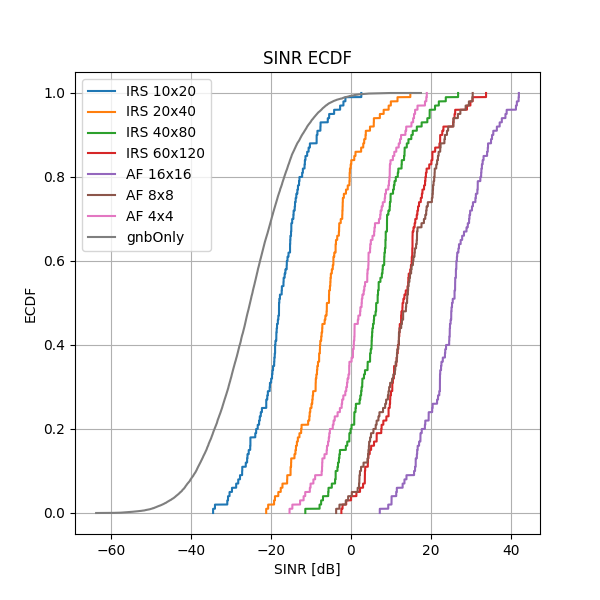 SINR ECDF
1.0
0.8
0.6
0.4
0.2
0.0
ECDF
IRS 10x20
IRS 20x40
IRS 40x80
IRS 60x120
AF 16x16
AF 8x8
AF 4x4
gnbOnly
−60 −40 −20 0 20 40
SINR [dB]